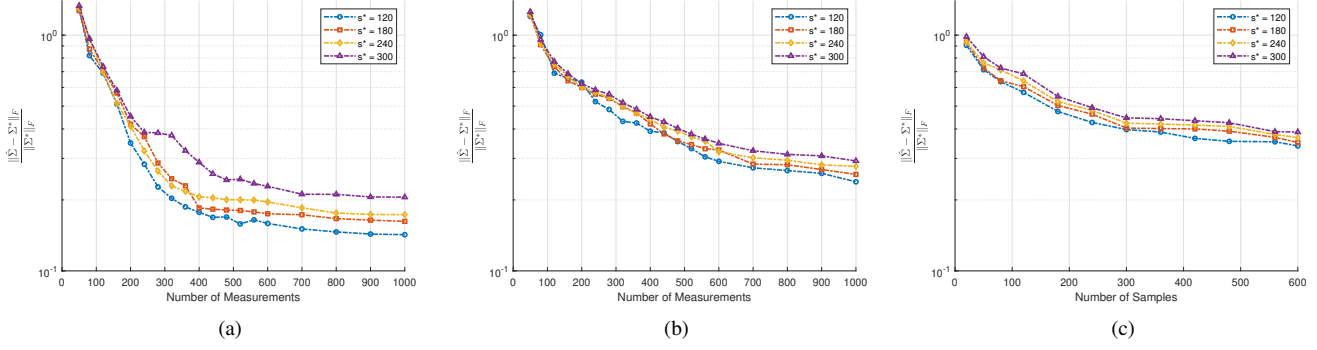 10^0
10^-1
‖Σ̂ − Σ*‖_F
‖Σ*‖_F
s* = 120
s* = 180
s* = 240
s* = 300
0 100 200 300 400 500 600 700 800 900 1000
Number of Measurements
(a)
10^0
10^-1
‖Σ̂ − Σ*‖_F
‖Σ*‖_F
s* = 120
s* = 180
s* = 240
s* = 300
0 100 200 300 400 500 600 700 800 900 1000
Number of Measurements
(b)
10^0
10^-1
‖Σ̂ − Σ*‖_F
‖Σ*‖_F
s* = 120
s* = 180
s* = 240
s* = 300
0 100 200 300 400 500 600
Number of Samples
(c)